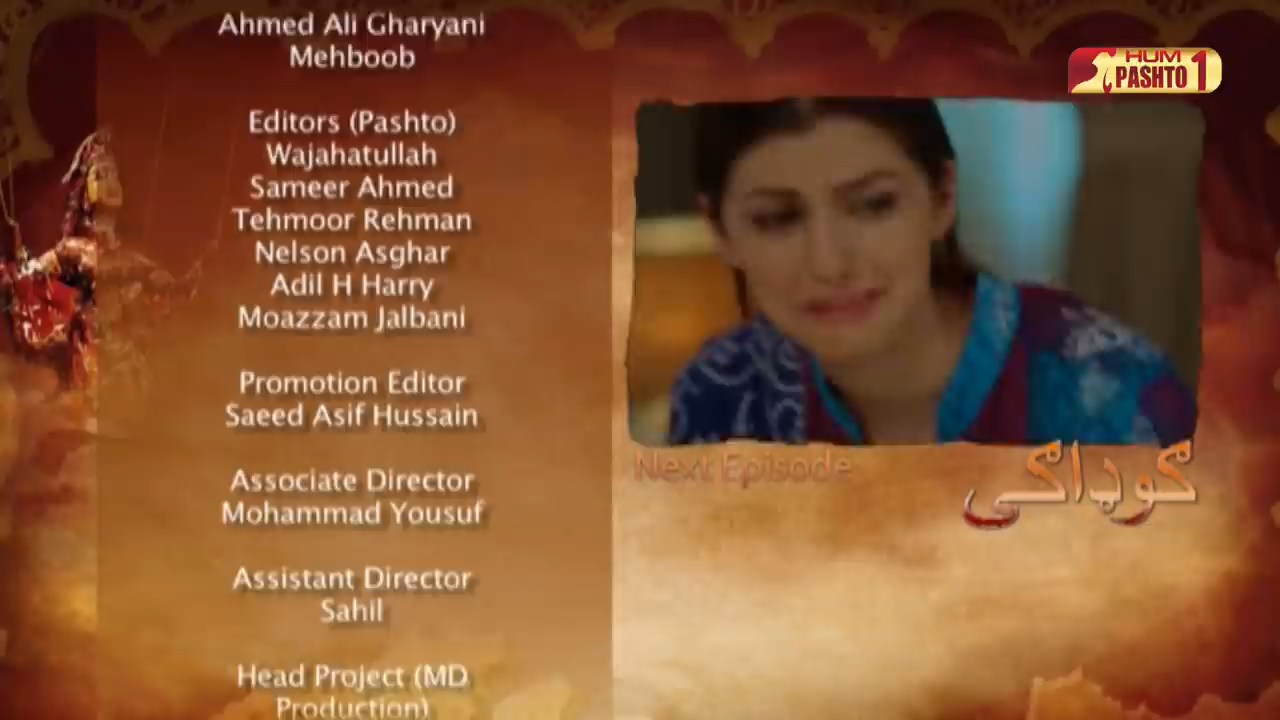 Ahmed Ali Gharyani
Mehboob
Editors (Pashto)
Wajahatullah
Sameer Ahmed
Tehmoor Rehman
Nelson Asghar
Adil H Harry
Moazzam Jalbani
Promotion Editor
Saeed Asif Hussain
Associate Director
Mohammad Yousuf
Assistant Director
Sahil
Head Project (MD
Production)
HUM
PASHTO 1
Next Episode
ګوډاګی